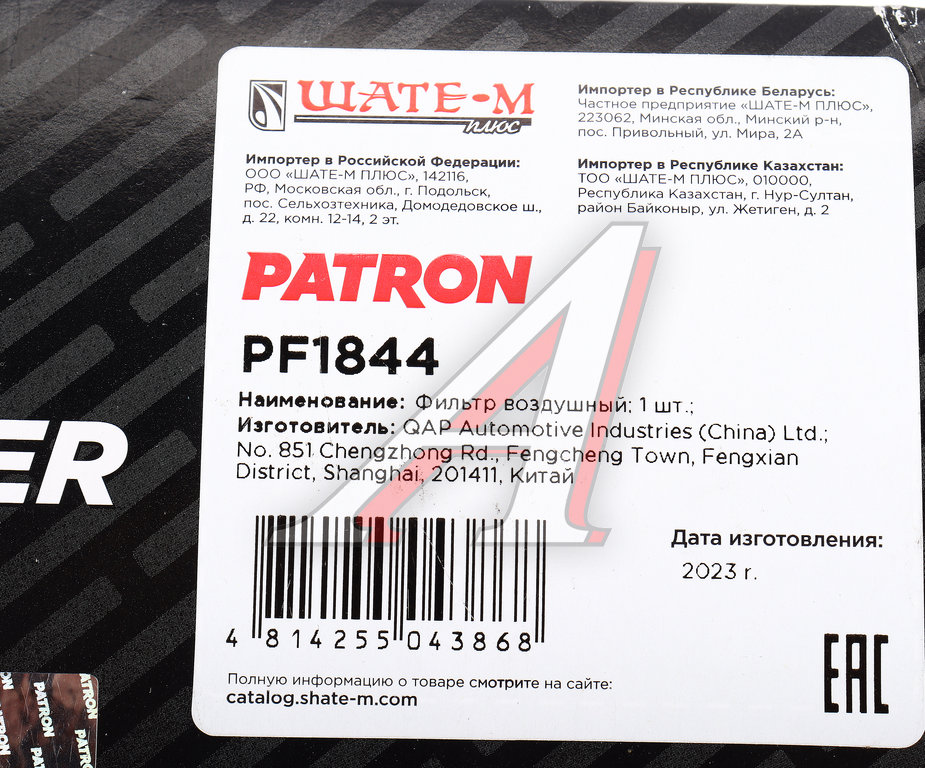 ШАТЕ-М
плюс
Импортер в Российской Федерации:
ООО «ШАТЕ-М ПЛЮС», 142116,
РФ, Московская обл., г. Подольск,
пос. Сельхозтехника, Домодедовское ш.,
д. 22, комн. 12-14, 2 эт.
Импортер в Республике Беларусь:
Частное предприятие «ШАТЕ-М ПЛЮС»,
223062, Минская обл., Минский р-н,
пос. Привольный, ул. Мира, 2А
Импортер в Республике Казахстан:
ТОО «ШАТЕ-М ПЛЮС», 010000,
Республика Казахстан, г. Нур-Султан,
район Байконыр, ул. Жетиген, д. 2
PATRON
PF1844
Наименование: Фильтр воздушный; 1 шт.;
Изготовитель: QAP Automotive Industries (China) Ltd.;
No. 851 Chengzhong Rd., Fengcheng Town, Fengxian
District, Shanghai, 201411, Китай
Дата изготовления:
2023 г.
4 814255 043868
EAC
Полную информацию о товаре смотрите на сайте:
catalog.shate-m.com
ER
PATRON
PATRON
PATRON